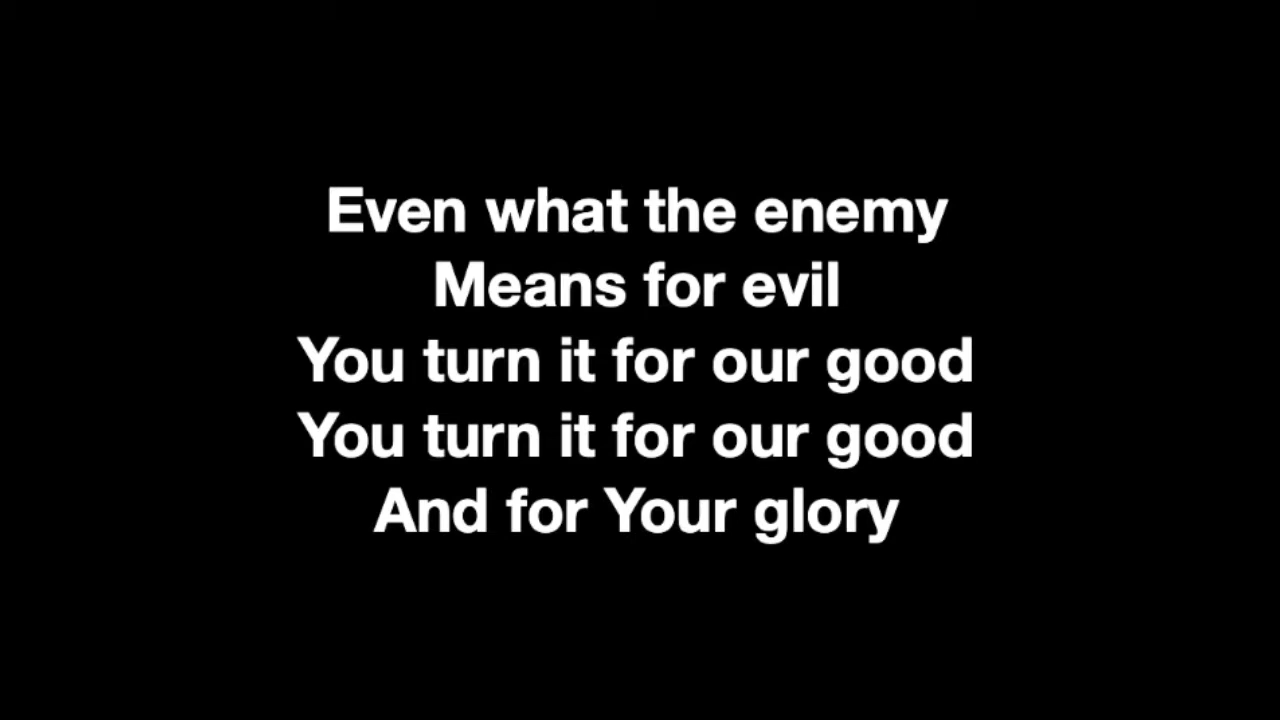 Even what the enemy
Means for evil
You turn it for our good
You turn it for our good
And for Your glory